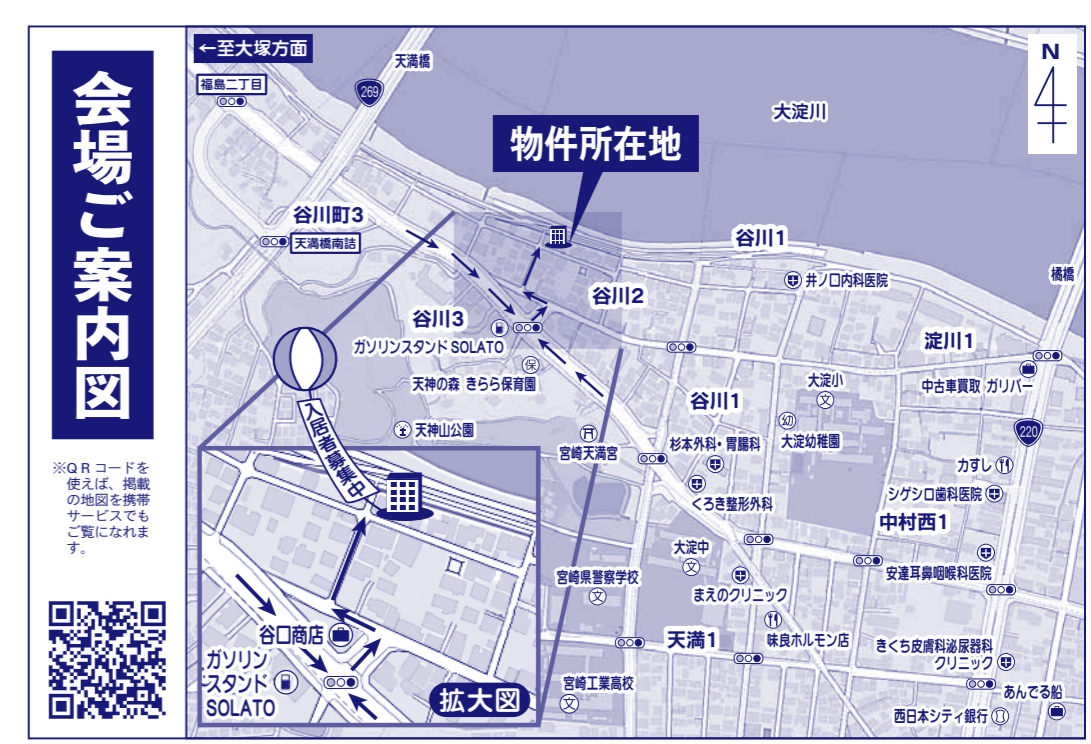 会場ご案内図
※QRコードを
使えば、掲載
の地図を携帯
サービスでも
ご覧になれま
す。
←至大塚方面
天満橋
N
福島二丁目
269
大淀川
物件所在地
谷川町3
天満橋南詰
谷川1
井ノ口内科医院
橘橋
谷川2
谷川3
ガソリンスタンド SOLATO
淀川1
保
天神の森 きらら保育園
大淀小
文
中古車買取 ガリバー
谷川1
幼
大淀幼稚園
220
天神山公園
宮崎天満宮
杉本外科・胃腸科
力すし
くろき整形外科
シゲシロ歯科医院
中村西1
入居者募集中
大淀中
文
宮崎県警察学校
文
まえのクリニック
安達耳鼻咽喉科医院
天満1
味良ホルモン店
きくち皮膚科泌尿器科
クリニック
谷口商店
ガソリン
スタンド
SOLATO
拡大図
宮崎工業高校
文
あんでる船
西日本シティ銀行